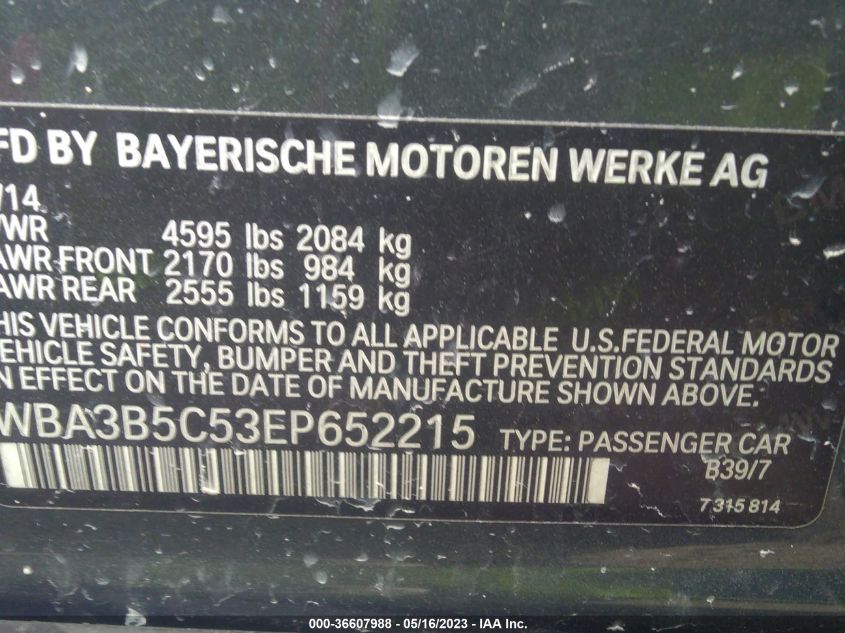 FD BY BAYERISCHE MOTOREN WERKE AG
/14
WR 4595 lbs 2084 kg
AWR FRONT 2170 lbs 984 kg
AWR REAR 2555 lbs 1159 kg
HIS VEHICLE CONFORMS TO ALL APPLICABLE U.S.FEDERAL MOTOR
VEHICLE SAFETY, BUMPER AND THEFT PREVENTION STANDARDS
N EFFECT ON THE DATE OF MANUFACTURE SHOWN ABOVE.
WBA3B5C53EP652215 TYPE: PASSENGER CAR
B39/7
7 315 814
000-36607988 - 05/16/2023 - IAA Inc.